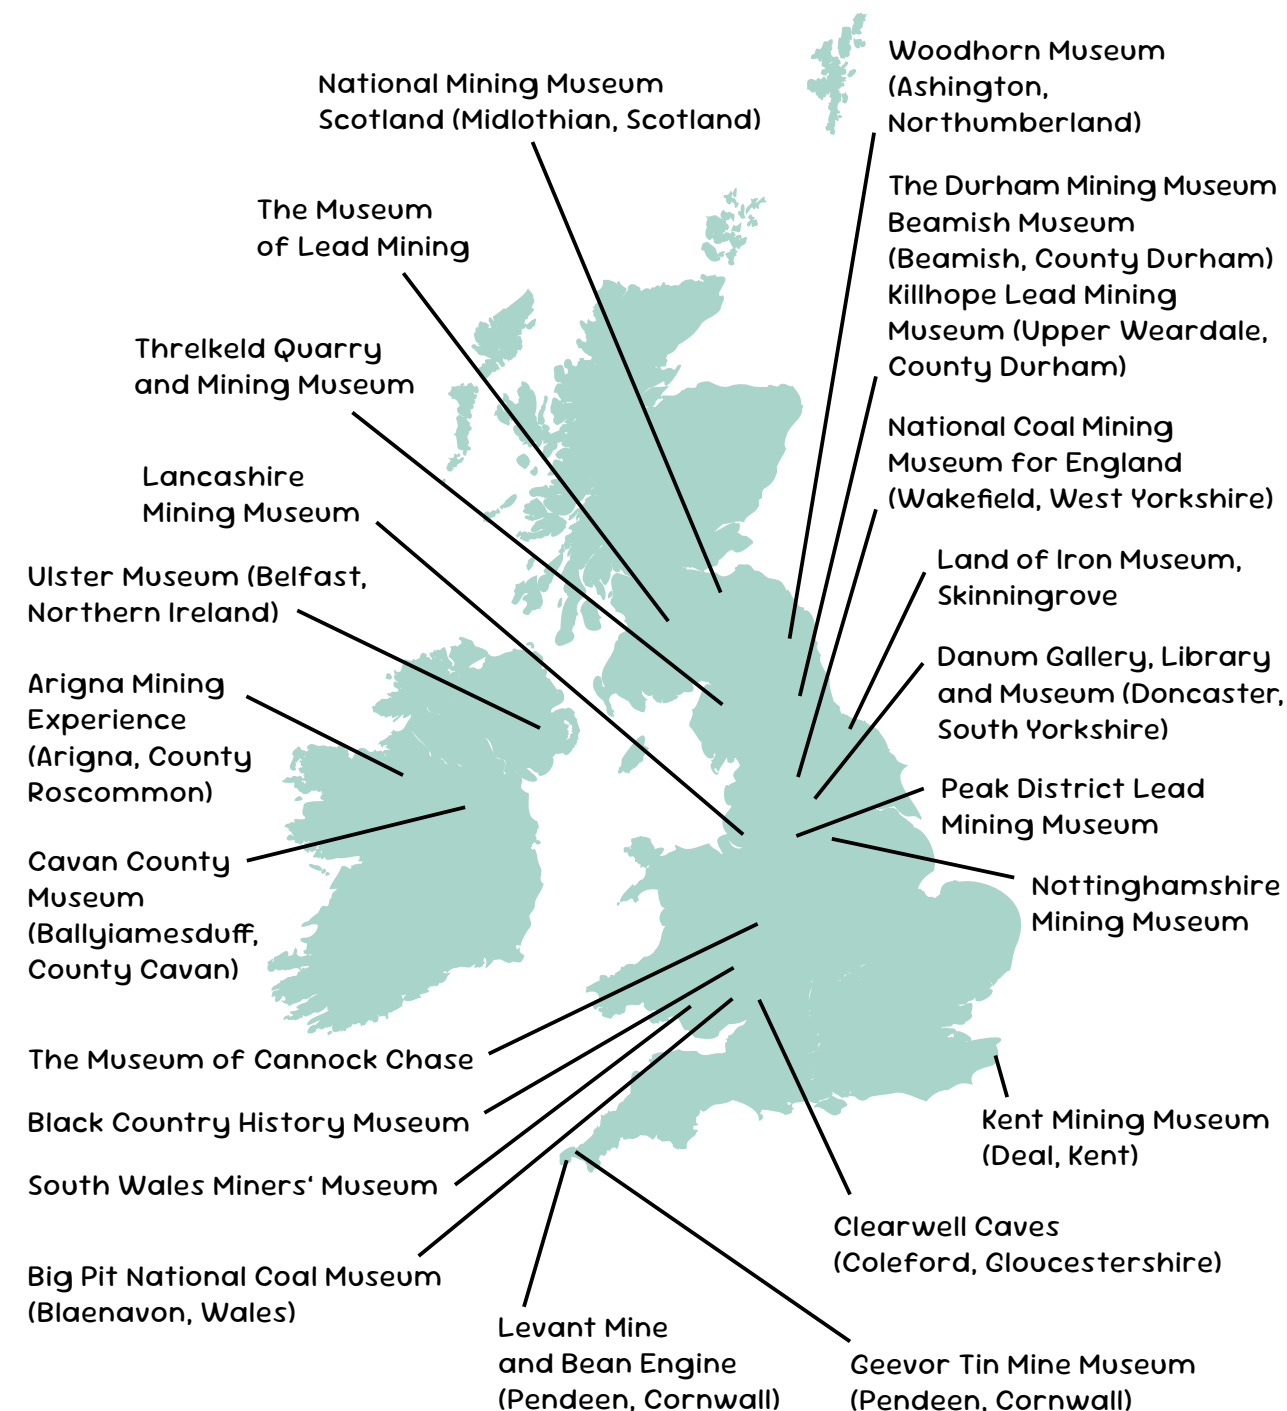 National Mining Museum
Scotland (Midlothian, Scotland)
The Museum
of Lead Mining
Threlkeld Quarry
and Mining Museum
Lancashire
Mining Museum
Ulster Museum (Belfast,
Northern Ireland)
Arigna Mining
Experience
(Arigna, County
Roscommon)
Cavan County
Museum
(Ballyiamesduff,
County Cavan)
The Museum of Cannock Chase
Black Country History Museum
South Wales Miners' Museum
Big Pit National Coal Museum
(Blaenavon, Wales)
Levant Mine
and Bean Engine
(Pendeen, Cornwall)
Geevor Tin Mine Museum
(Pendeen, Cornwall)
Clearwell Caves
(Coleford, Gloucestershire)
Kent Mining Museum
(Deal, Kent)
Nottinghamshire
Mining Museum
Peak District Lead
Mining Museum
Danum Gallery, Library
and Museum (Doncaster,
South Yorkshire)
Land of Iron Museum,
Skinningrove
National Coal Mining
Museum for England
(Wakefield, West Yorkshire)
The Durham Mining Museum
Beamish Museum
(Beamish, County Durham)
Killhope Lead Mining
Museum (Upper Weardale,
County Durham)
Woodhorn Museum
(Ashington,
Northumberland)